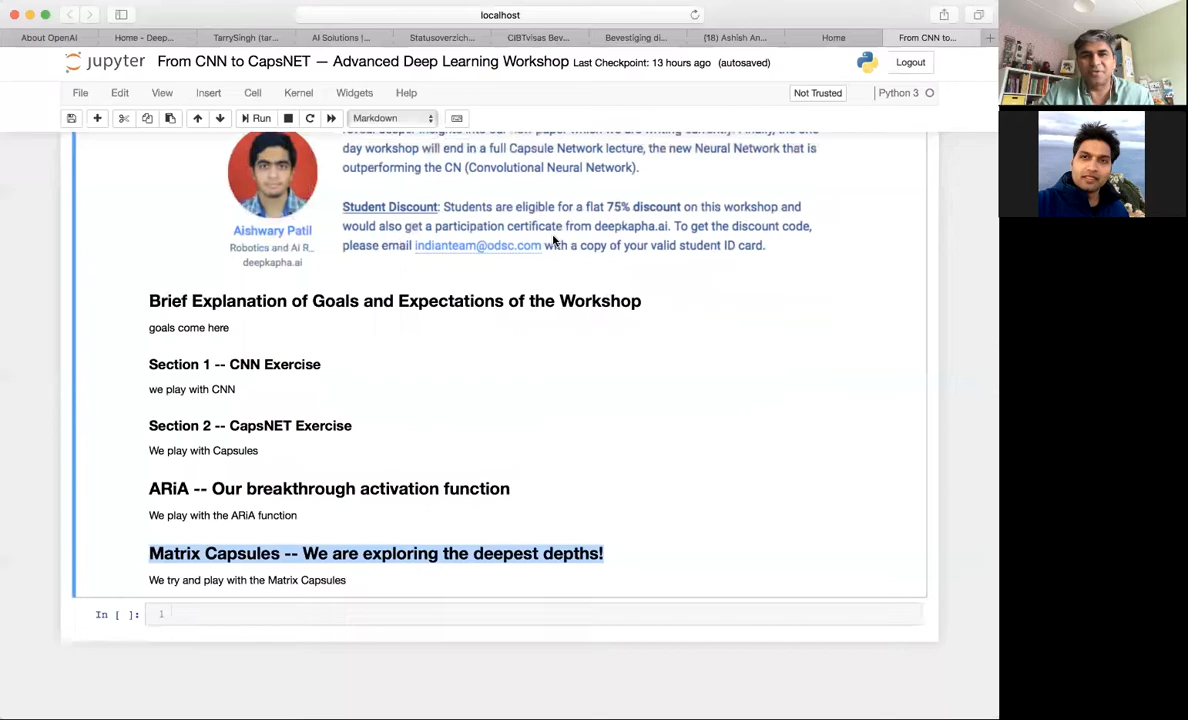 localhost
About OpenAI
Home - Deep...
TarrySingh (tar...
AI Solutions |...
Statusoverzich...
CIBTvisas Bev...
Bevestiging di...
(18) Ashish An...
Home
From CNN to...
jupyter From CNN to CapsNET — Advanced Deep Learning Workshop Last Checkpoint: 13 hours ago (autosaved)
Logout
File Edit View Insert Cell Kernel Widgets Help
Not Trusted
Python 3
Run
Markdown
day workshop will end in a full Capsule Network lecture, the new Neural Network that is
outperforming the CN (Convolutional Neural Network).
Student Discount: Students are eligible for a flat 75% discount on this workshop and
would also get a participation certificate from deepkapha.ai. To get the discount code,
please email indianteam@odsc.com with a copy of your valid student ID card.
Aishwary Patil
Robotics and Ai R...
deepkapha.ai
Brief Explanation of Goals and Expectations of the Workshop
goals come here
Section 1 -- CNN Exercise
we play with CNN
Section 2 -- CapsNET Exercise
We play with Capsules
ARiA -- Our breakthrough activation function
We play with the ARiA function
Matrix Capsules -- We are exploring the deepest depths!
We try and play with the Matrix Capsules
In [ ]: 1